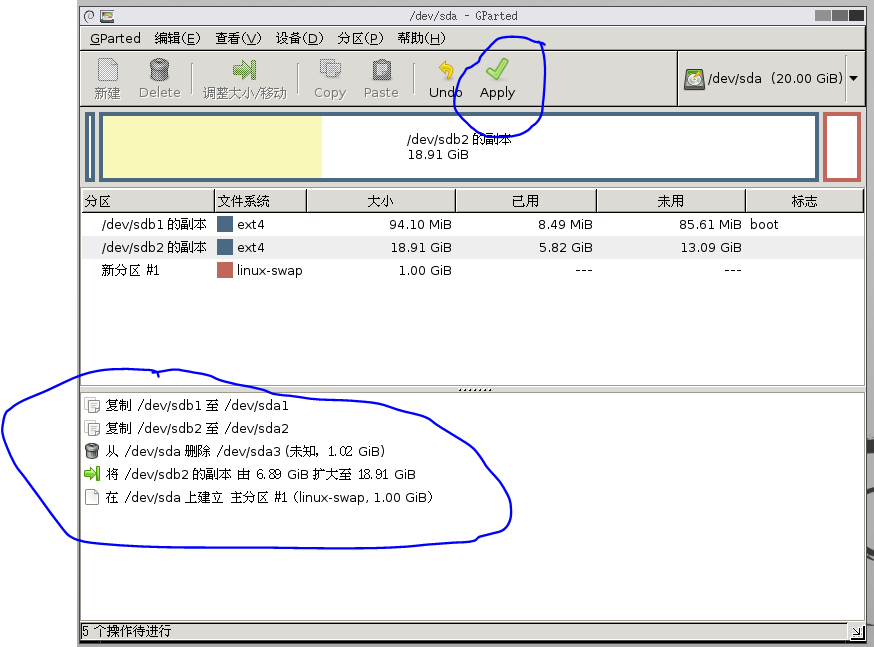 /dev/sda - GParted
GParted 编辑(E) 查看(V) 设备(D) 分区(P) 帮助(H)
新建 Delete 调整大小/移动 Copy Paste Undo Apply /dev/sda (20.00 GiB)
/dev/sdb2 的副本
18.91 GiB
分区 文件系统 大小 已用 未用 标志
/dev/sdb1 的副本 ext4 94.10 MiB 8.49 MiB 85.61 MiB boot
/dev/sdb2 的副本 ext4 18.91 GiB 5.82 GiB 13.09 GiB
新分区 #1 linux-swap 1.00 GiB --- ---
复制 /dev/sdb1 至 /dev/sda1
复制 /dev/sdb2 至 /dev/sda2
从 /dev/sda 删除 /dev/sda3 (未知，1.02 GiB)
将 /dev/sdb2 的副本 由 6.89 GiB 扩大至 18.91 GiB
在 /dev/sda 上建立 主分区 #1（linux-swap, 1.00 GiB）
5 个操作待进行